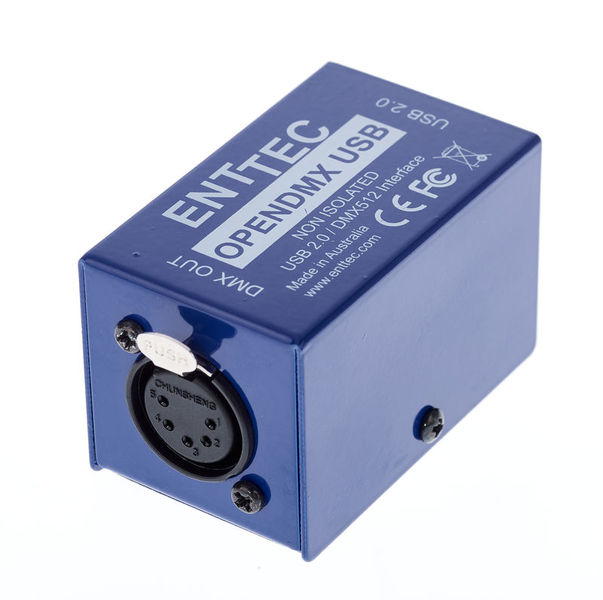 USB 2.0
ENTTEC
OPENDMX USB
NON ISOLATED
USB 2.0 / DMX512 Interface
Made in Australia
www.enttec.com
CE FC
DMX OUT
PUSH
CHUNSHENG
5
1
4
2
3